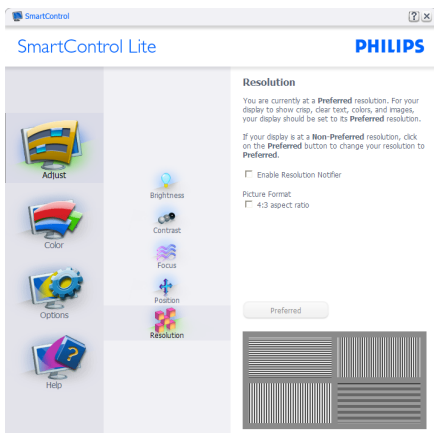 SmartControl
SmartControl Lite
PHILIPS
Adjust
Color
Options
Help
Brightness
Contrast
Focus
Position
Resolution
Resolution
You are currently at a Preferred resolution. For your
display to show crisp, clear text, colors, and images,
your display should be set to its Preferred resolution.
If your display is at a Non-Preferred resolution, click
on the Preferred button to change your resolution to
Preferred.
Enable Resolution Notifier
Picture Format
4:3 aspect ratio
Preferred